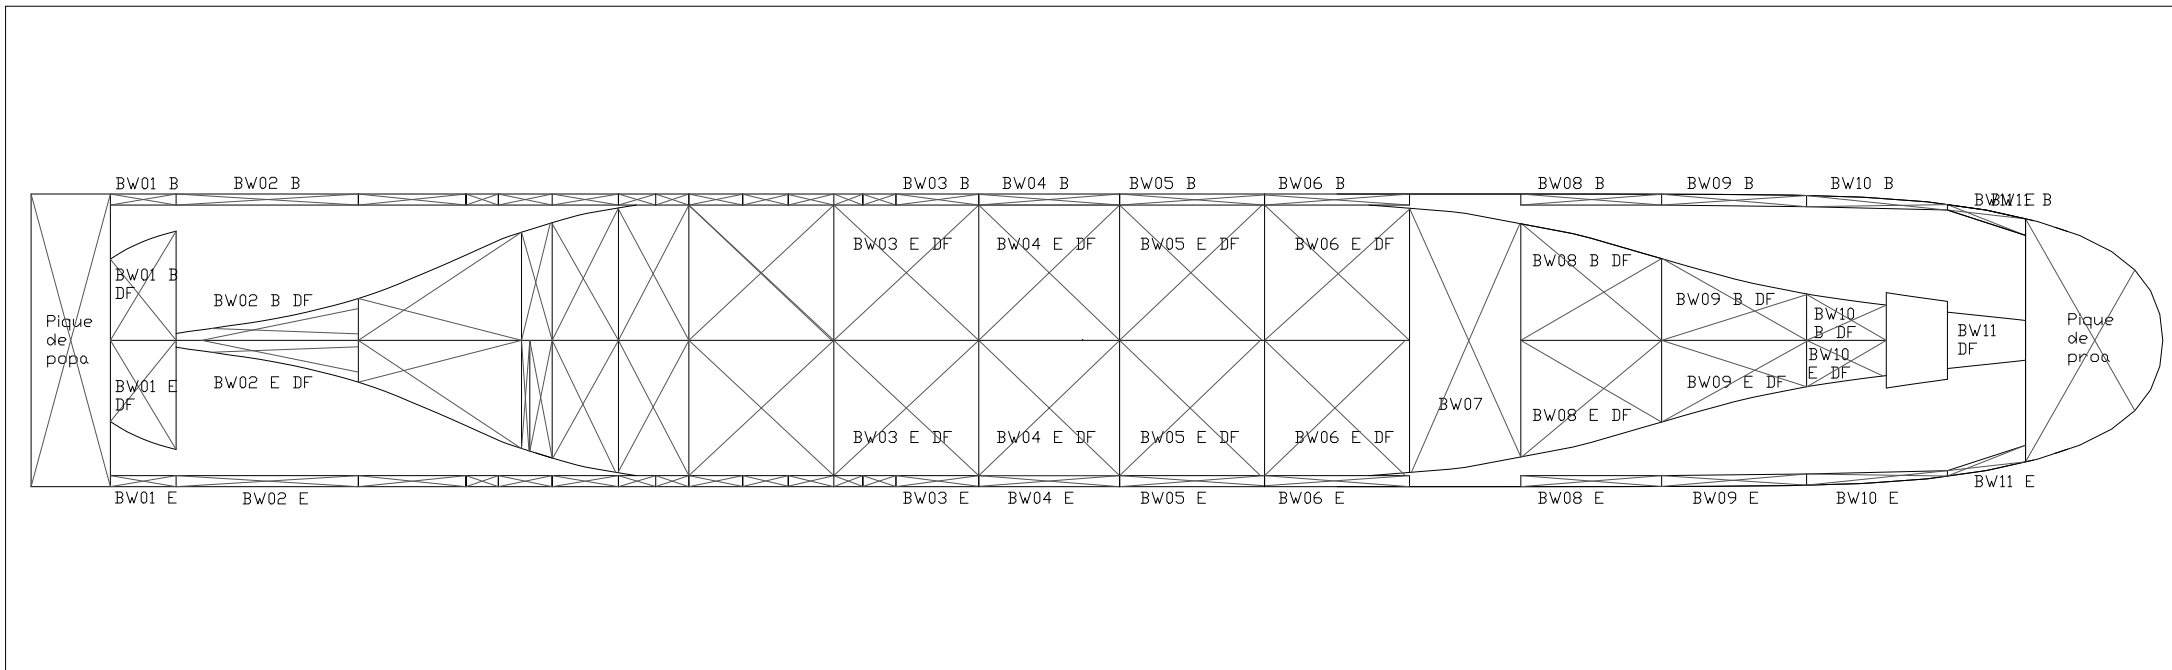 BW01 B
BW02 B
BW03 B
BW04 B
BW05 B
BW06 B
BW08 B
BW09 B
BW10 B
BW11 E
BW11 B
BW03 E DF
BW04 E DF
BW05 E DF
BW06 E DF
BW08 B DF
BW01 B
DF
BW02 B DF
BW09 B DF
BW10
B DF
Pique
de
popa
BW11
DF
Pique
de
proa
BW10
E DF
BW01 E
DF
BW02 E DF
BW09 E DF
BW07
BW08 E DF
BW03 E DF
BW04 E DF
BW05 E DF
BW06 E DF
BW01 E
BW02 E
BW03 E
BW04 E
BW05 E
BW06 E
BW08 E
BW09 E
BW10 E
BW11 E